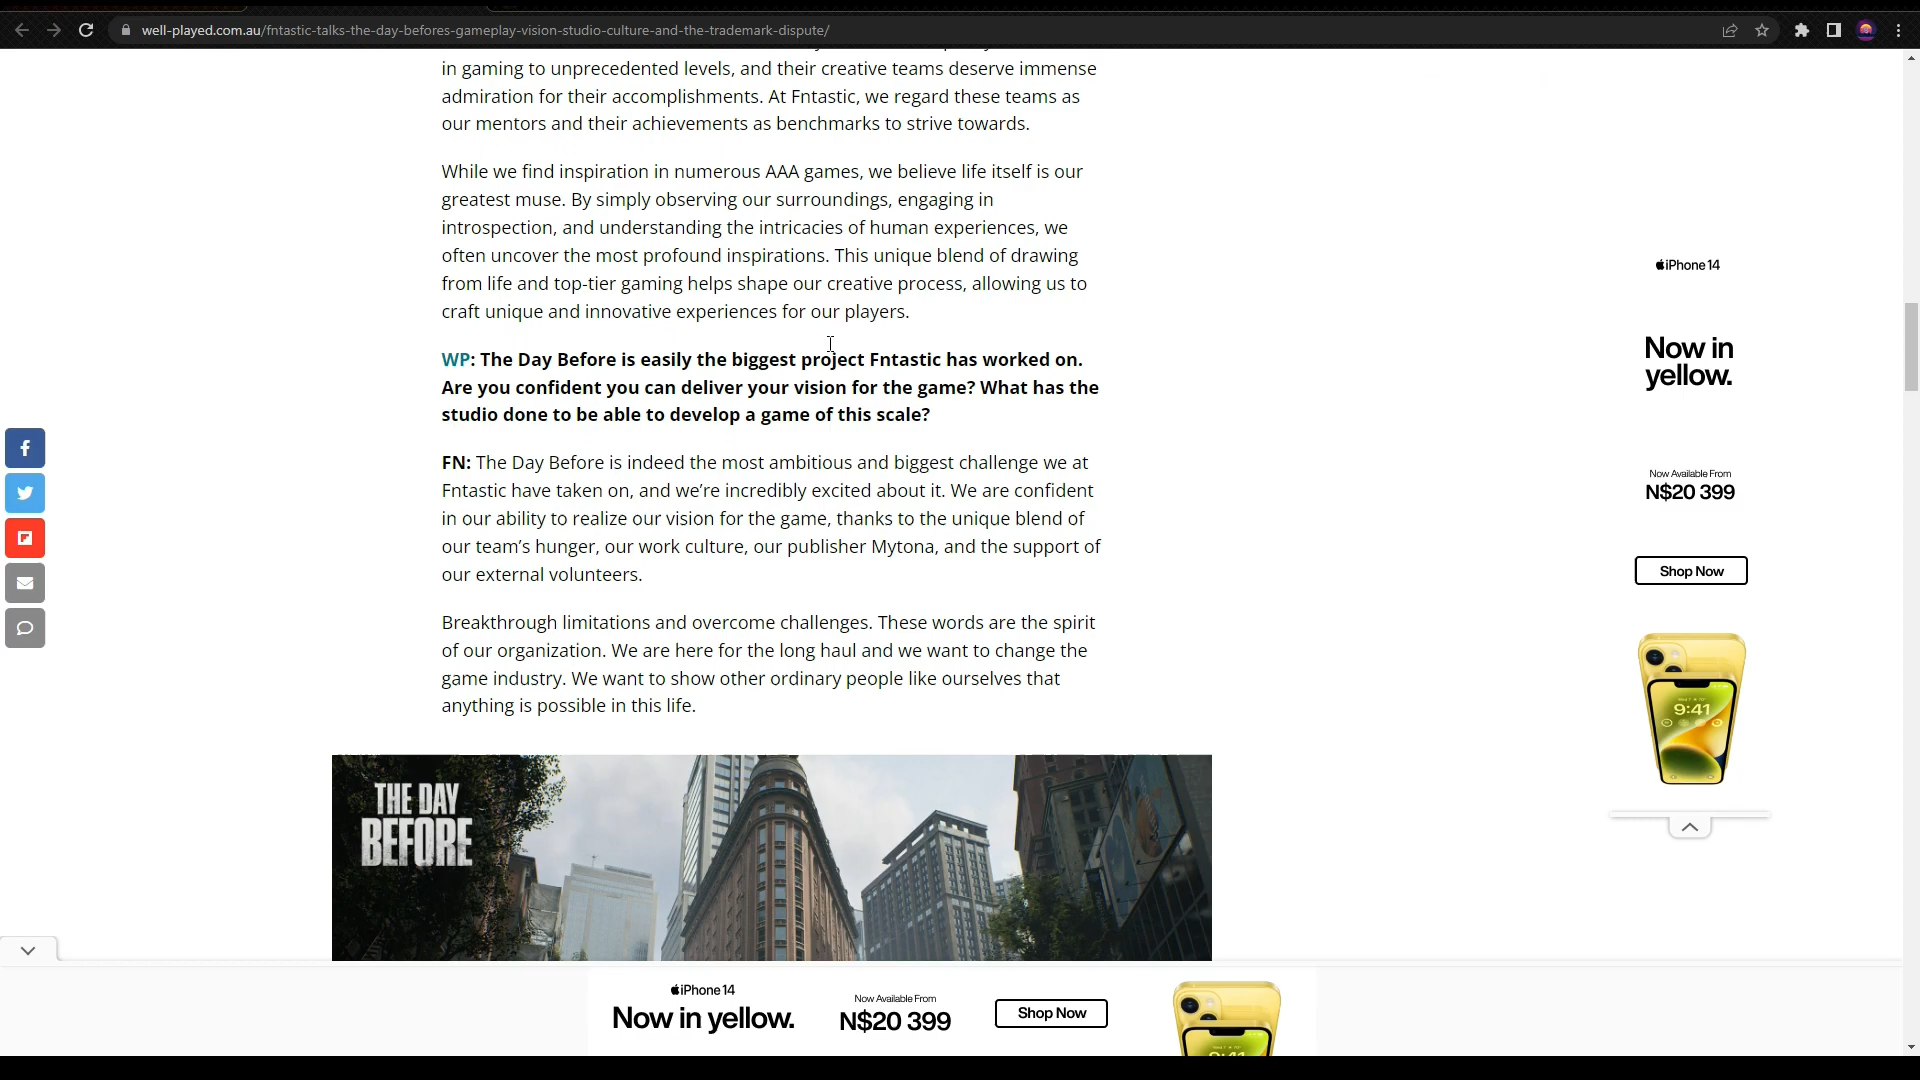 well-played.com.au/fntastic-talks-the-day-befores-gameplay-vision-studio-culture-and-the-trademark-dispute/
in gaming to unprecedented levels, and their creative teams deserve immense
admiration for their accomplishments. At Fntastic, we regard these teams as
our mentors and their achievements as benchmarks to strive towards.
While we find inspiration in numerous AAA games, we believe life itself is our
greatest muse. By simply observing our surroundings, engaging in
introspection, and understanding the intricacies of human experiences, we
often uncover the most profound inspirations. This unique blend of drawing
from life and top-tier gaming helps shape our creative process, allowing us to
craft unique and innovative experiences for our players.
WP: The Day Before is easily the biggest project Fntastic has worked on.
Are you confident you can deliver your vision for the game? What has the
studio done to be able to develop a game of this scale?
FN: The Day Before is indeed the most ambitious and biggest challenge we at
Fntastic have taken on, and we’re incredibly excited about it. We are confident
in our ability to realize our vision for the game, thanks to the unique blend of
our team’s hunger, our work culture, our publisher Mytona, and the support of
our external volunteers.
Breakthrough limitations and overcome challenges. These words are the spirit
of our organization. We are here for the long haul and we want to change the
game industry. We want to show other ordinary people like ourselves that
anything is possible in this life.
THE DAY
BEFORE
iPhone 14
Now in
yellow.
Now Available From
N$20 399
Shop Now
9:41
iPhone 14
Now in yellow.
Now Available From
N$20 399
Shop Now